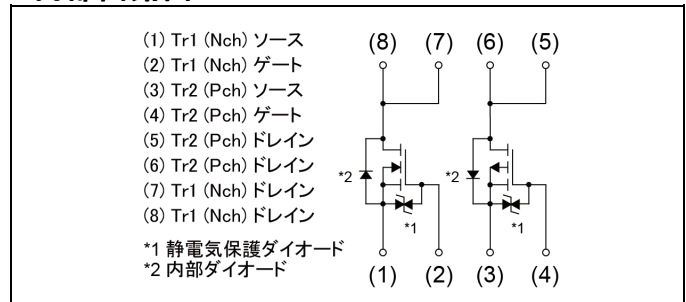 (1) Tr1 (Nch) ソース
(2) Tr1 (Nch) ゲート
(3) Tr2 (Pch) ソース
(4) Tr2 (Pch) ゲート
(5) Tr2 (Pch) ドレイン
(6) Tr2 (Pch) ドレイン
(7) Tr1 (Nch) ドレイン
(8) Tr1 (Nch) ドレイン
*1 静電気保護ダイオード
*2 内部ダイオード
(8) (7) (6) (5)
*2 *2
*1 *1
(1) (2) (3) (4)